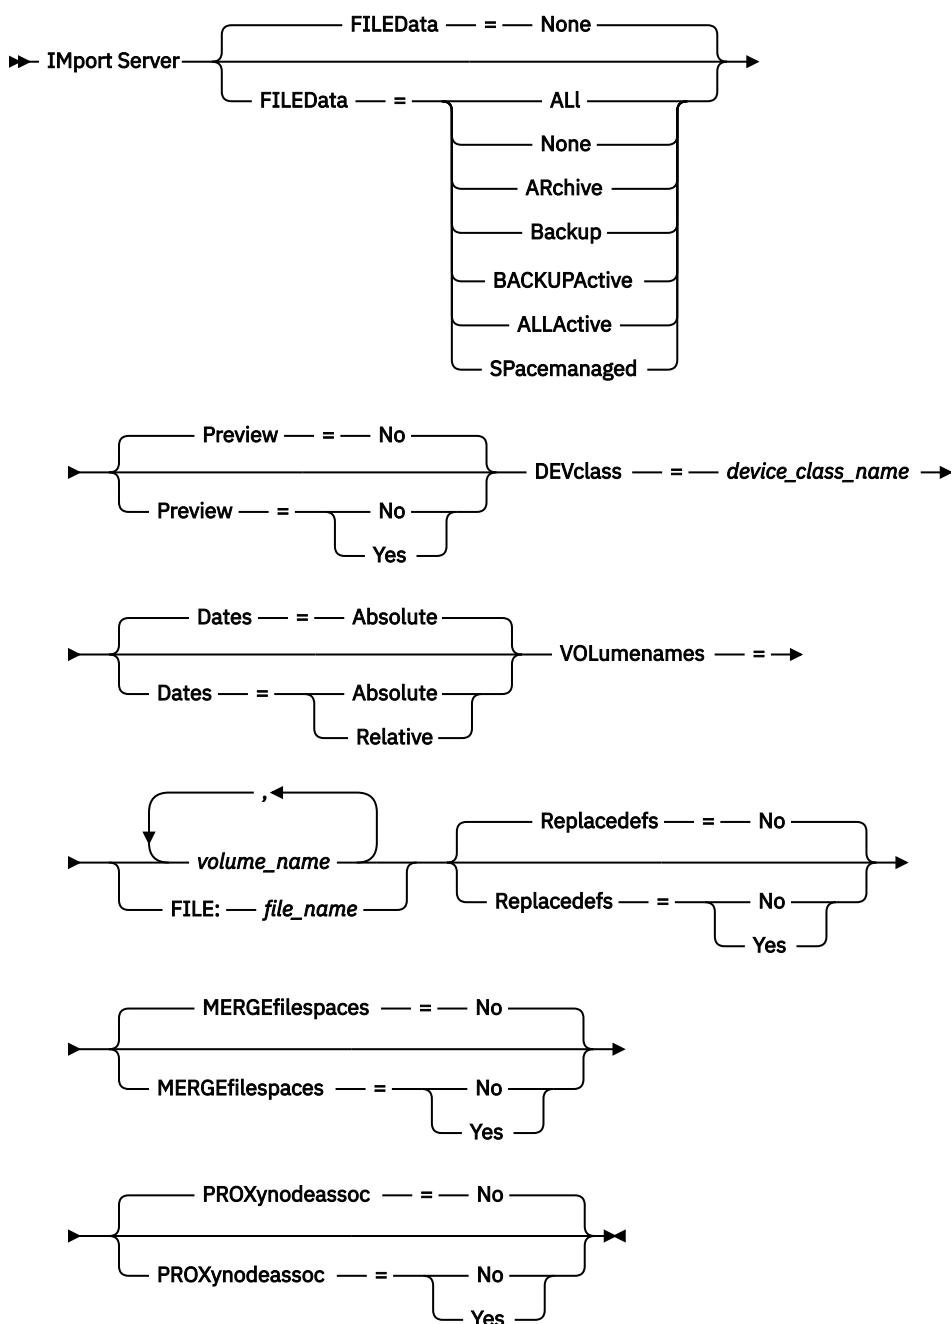 FILEData = None
IMport Server
FILEData = ALl
None
ARchive
Backup
BACKUPActive
ALLActive
SPacemanaged
Preview = No
DEVclass = device_class_name
Preview = No
Yes
Dates = Absolute
VOLumenames =
Dates = Absolute
Relative
,
Replacedefs = No
volume_name
FILE: file_name
Replacedefs = No
Yes
MERGEfilespaces = No
MERGEfilespaces = No
Yes
PROXynodeassoc = No
PROXynodeassoc = No
Yes